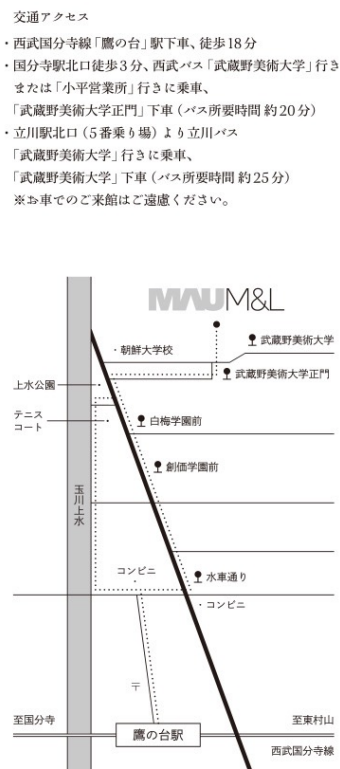 交通アクセス
・西武国分寺線「鷹の台」駅下車、徒歩18分
・国分寺駅北口徒歩3分、西武バス「武蔵野美術大学」行き
または「小平営業所」行きに乗車、
「武蔵野美術大学正門」下車（バス所要時間 約20分）
・立川駅北口（5番乗り場）より立川バス
「武蔵野美術大学」行きに乗車、
「武蔵野美術大学」下車（バス所要時間 約25分）
※お車でのご来館はご遠慮ください。
MAU M&L
・朝鮮大学校
武蔵野美術大学
武蔵野美術大学正門
上水公園
テニス
コート
白梅学園前
創価学園前
玉川上水
コンビニ
水車通り
・コンビニ
〒
至国分寺
至東村山
鷹の台駅
西武国分寺線